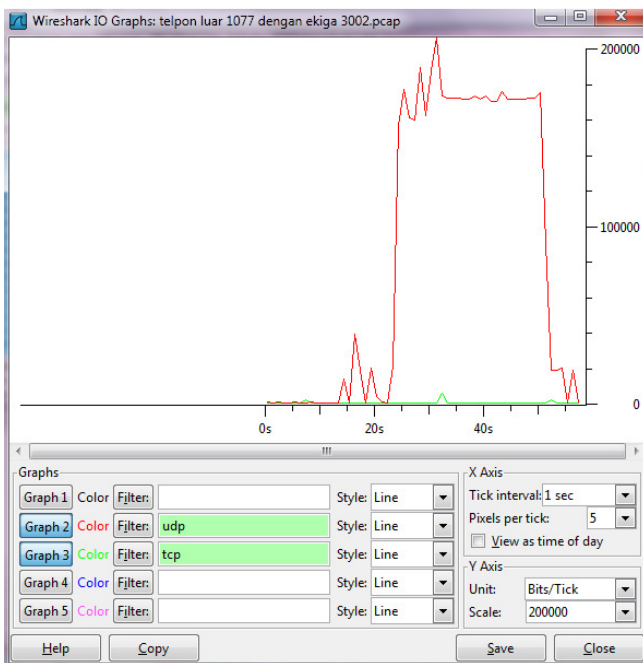 Wireshark IO Graphs: telpon luar 1077 dengan ekiga 3002.pcap
200000
100000
0
0s 20s 40s
Graphs
Graph 1 Color Filter: Style: Line
Graph 2 Color Filter: udp Style: Line
Graph 3 Color Filter: tcp Style: Line
Graph 4 Color Filter: Style: Line
Graph 5 Color Filter: Style: Line
X Axis
Tick interval: 1 sec
Pixels per tick: 5
View as time of day
Y Axis
Unit: Bits/Tick
Scale: 200000
Help Copy Save Close